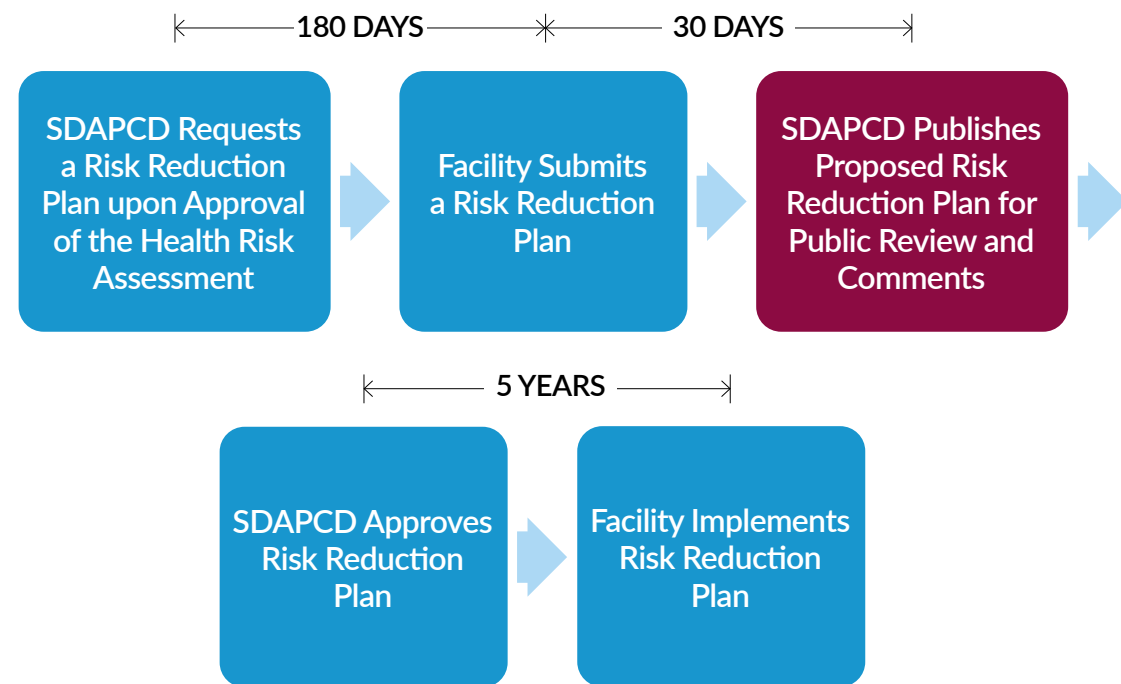 180 DAYS
30 DAYS
SDAPCD Requests
a Risk Reduction
Plan upon Approval
of the Health Risk
Assessment
Facility Submits
a Risk Reduction
Plan
SDAPCD Publishes
Proposed Risk
Reduction Plan for
Public Review and
Comments
5 YEARS
SDAPCD Approves
Risk Reduction
Plan
Facility Implements
Risk Reduction
Plan